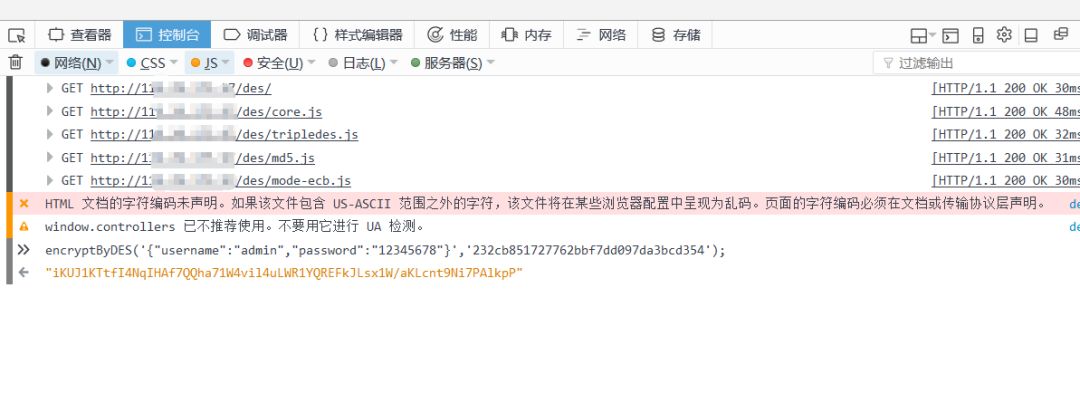 查看器 控制台 调试器 样式编辑器 性能 内存 网络 存储
网络(N) CSS JS 安全(U) 日志(L) 服务器(S) 过滤输出
GET http://11 7/des/ [HTTP/1.1 200 OK 30ms
GET http://11 /des/core.js [HTTP/1.1 200 OK 48ms
GET http://11 /des/tripledes.js [HTTP/1.1 200 OK 32ms
GET http://1 /des/md5.js [HTTP/1.1 200 OK 31ms
GET http://11 /des/mode-ecb.js [HTTP/1.1 200 OK 30ms
HTML 文档的字符编码未声明。如果该文件包含 US-ASCII 范围之外的字符，该文件将在某些浏览器配置中呈现为乱码。页面的字符编码必须在文档或传输协议层声明。 de
window.controllers 已不推荐使用。不要用它进行 UA 检测。 de
encryptByDES('{"username":"admin","password":"12345678"}','232cb851727762bbf7dd097da3bcd354');
"iKUJ1KTtfI4NqIHAf7QQha71W4vil4uLWR1YQREFkJLsx1W/aKLcnt9Ni7PAlkpP"